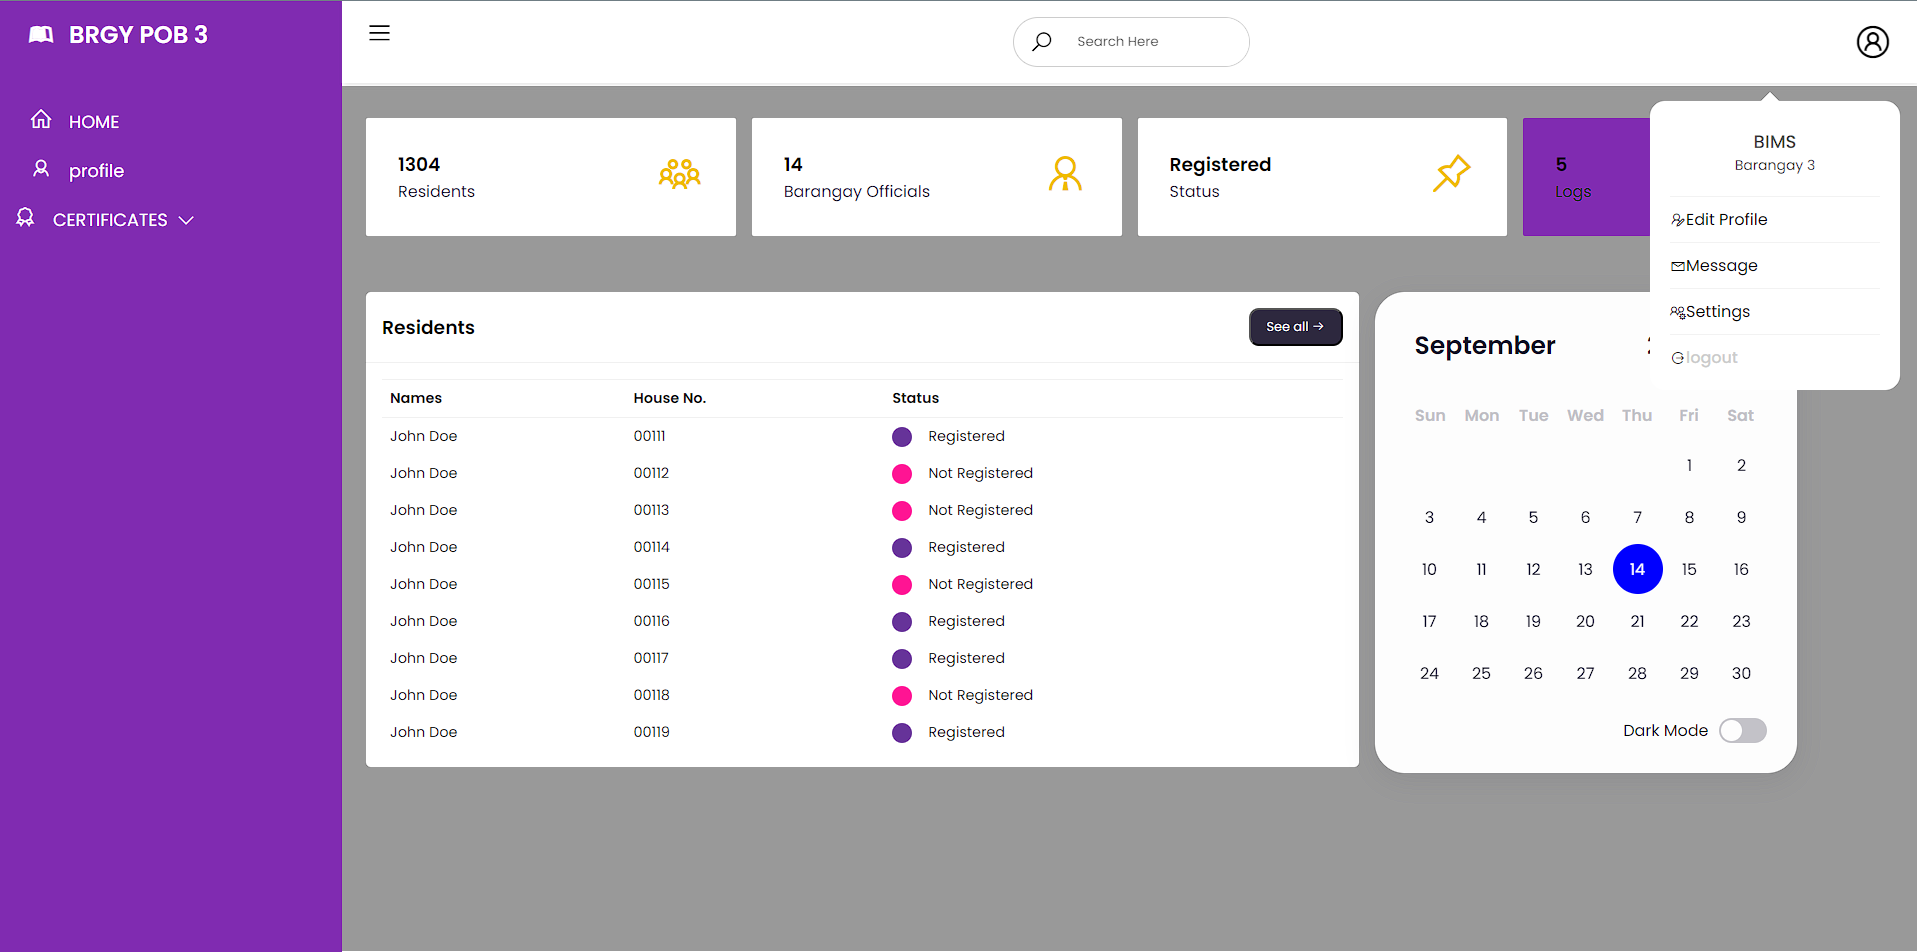 BRGY POB 3
HOME
profile
CERTIFICATES
Search Here
1304
Residents
14
Barangay Officials
Registered
Status
5
Logs
BIMS
Barangay 3
Edit Profile
Message
Settings
logout
Residents
See all →
Names House No. Status
John Doe 00111 Registered
John Doe 00112 Not Registered
John Doe 00113 Not Registered
John Doe 00114 Registered
John Doe 00115 Not Registered
John Doe 00116 Registered
John Doe 00117 Registered
John Doe 00118 Not Registered
John Doe 00119 Registered
September
Sun Mon Tue Wed Thu Fri Sat
1 2
3 4 5 6 7 8 9
10 11 12 13 14 15 16
17 18 19 20 21 22 23
24 25 26 27 28 29 30
Dark Mode